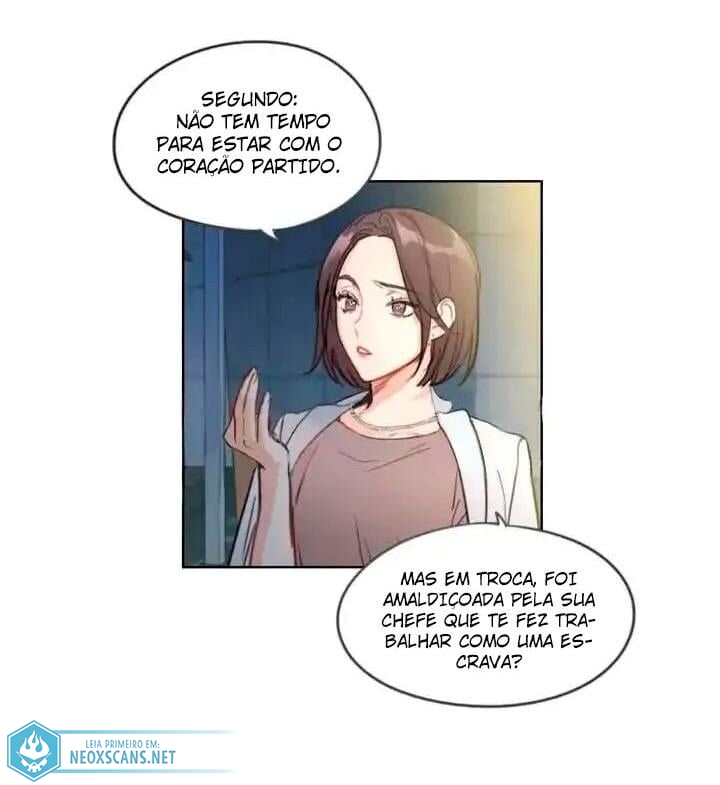 SEGUNDO:
NÃO TEM TEMPO
PARA ESTAR COM O
CORAÇÃO PARTIDO.
MAS EM TROCA, FOI
AMALDIÇOADA PELA SUA
CHEFE QUE TE FEZ TRA-
BALHAR COMO UMA ES-
CRAVA?
LEIA PRIMEIRO EM:
NEOXSCANS.NET